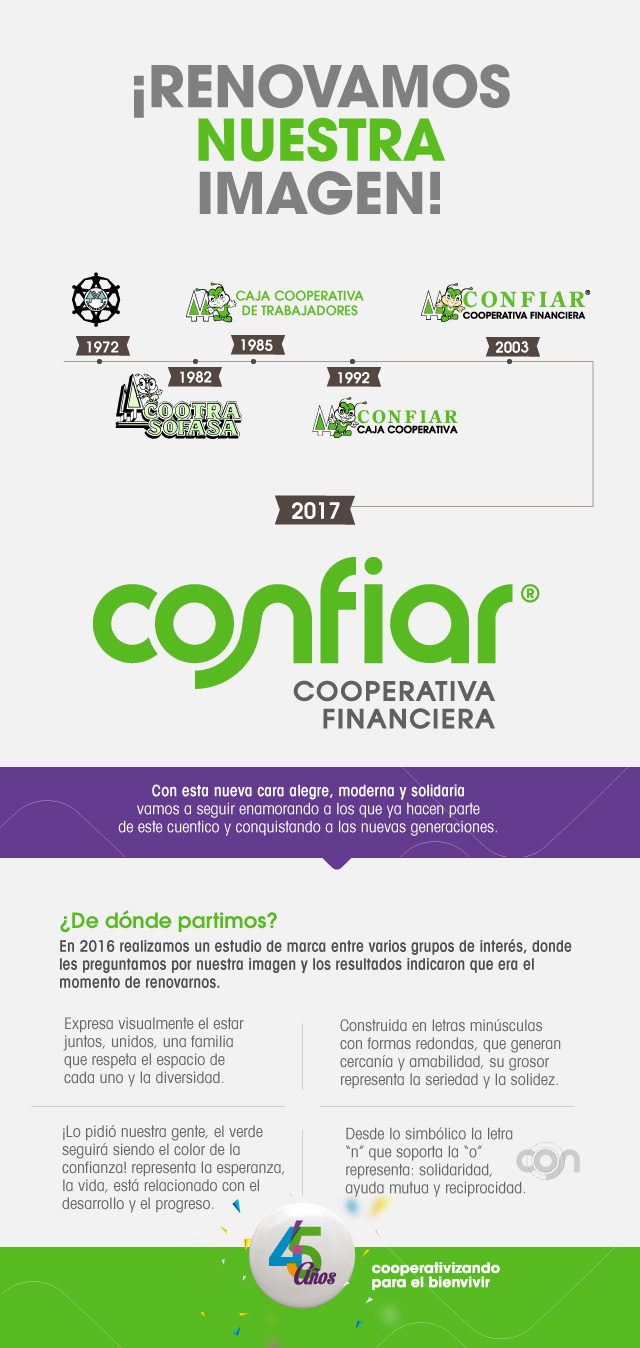 ¡RENOVAMOS
NUESTRA
IMAGEN!
1972
COOTRA
SOFASA
1982
CAJA COOPERATIVA
DE TRABAJADORES
1985
1992
CONFIAR
CAJA COOPERATIVA
CONFIAR®
COOPERATIVA FINANCIERA
2003
2017
confiar®
COOPERATIVA
FINANCIERA
Con esta nueva cara alegre, moderna y solidaria
vamos a seguir enamorando a los que ya hacen parte
de este cuentico y conquistando a las nuevas generaciones.
¿De dónde partimos?
En 2016 realizamos un estudio de marca entre varios grupos de interés, donde
les preguntamos por nuestra imagen y los resultados indicaron que era el
momento de renovarnos.
Expresa visualmente el estar
juntos, unidos, una familia
que respeta el espacio de
cada uno y la diversidad.
Construida en letras minúsculas
con formas redondas, que generan
cercanía y amabilidad, su grosor
representa la seriedad y la solidez.
¡Lo pidió nuestra gente, el verde
seguirá siendo el color de la
confianza! representa la esperanza,
la vida, está relacionado con el
desarrollo y el progreso.
Desde lo simbólico la letra
"n" que soporta la "o"
representa: solidaridad,
ayuda mutua y reciprocidad.
con
45
años
cooperativizando
para el bienvivir